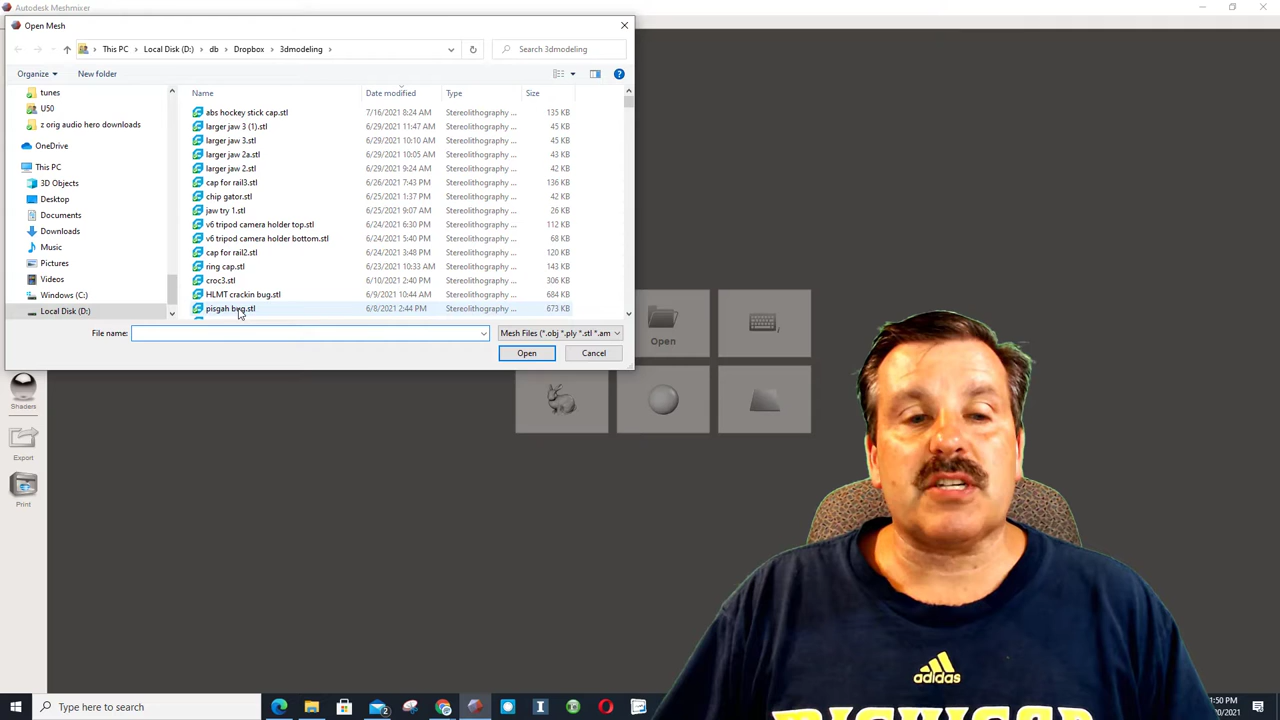 Autodesk Meshmixer
Open Mesh
This PC > Local Disk (D:) > db > Dropbox > 3dmodeling >
Search 3dmodeling
Organize
New folder
tunes
U50
z orig audio hero downloads
OneDrive
This PC
3D Objects
Desktop
Documents
Downloads
Music
Pictures
Videos
Windows (C:)
Local Disk (D:)
Name Date modified Type Size
abs hockey stick cap.stl 7/16/2021 8:24 AM Stereolithography ... 135 KB
larger jaw 3 (1).stl 6/29/2021 11:47 AM Stereolithography ... 45 KB
larger jaw 3.stl 6/29/2021 10:10 AM Stereolithography ... 45 KB
larger jaw 2a.stl 6/29/2021 10:05 AM Stereolithography ... 43 KB
larger jaw 2.stl 6/29/2021 9:24 AM Stereolithography ... 42 KB
cap for rail3.stl 6/26/2021 7:43 PM Stereolithography ... 136 KB
chip gator.stl 6/25/2021 1:37 PM Stereolithography ... 42 KB
jaw try 1.stl 6/25/2021 9:07 AM Stereolithography ... 26 KB
v6 tripod camera holder top.stl 6/24/2021 6:30 PM Stereolithography ... 112 KB
v6 tripod camera holder bottom.stl 6/24/2021 5:40 PM Stereolithography ... 68 KB
cap for rail2.stl 6/24/2021 3:48 PM Stereolithography ... 120 KB
ring cap.stl 6/23/2021 10:33 AM Stereolithography ... 143 KB
croc3.stl 6/10/2021 2:40 PM Stereolithography ... 306 KB
HLMT crackin bug.stl 6/9/2021 10:44 AM Stereolithography ... 684 KB
pisgah bug.stl 6/8/2021 2:44 PM Stereolithography ... 673 KB
File name:
Mesh Files (*.obj *.ply *.stl *.am
Open
Cancel
Open
Shaders
Export
Print
adidas
Type here to search
2